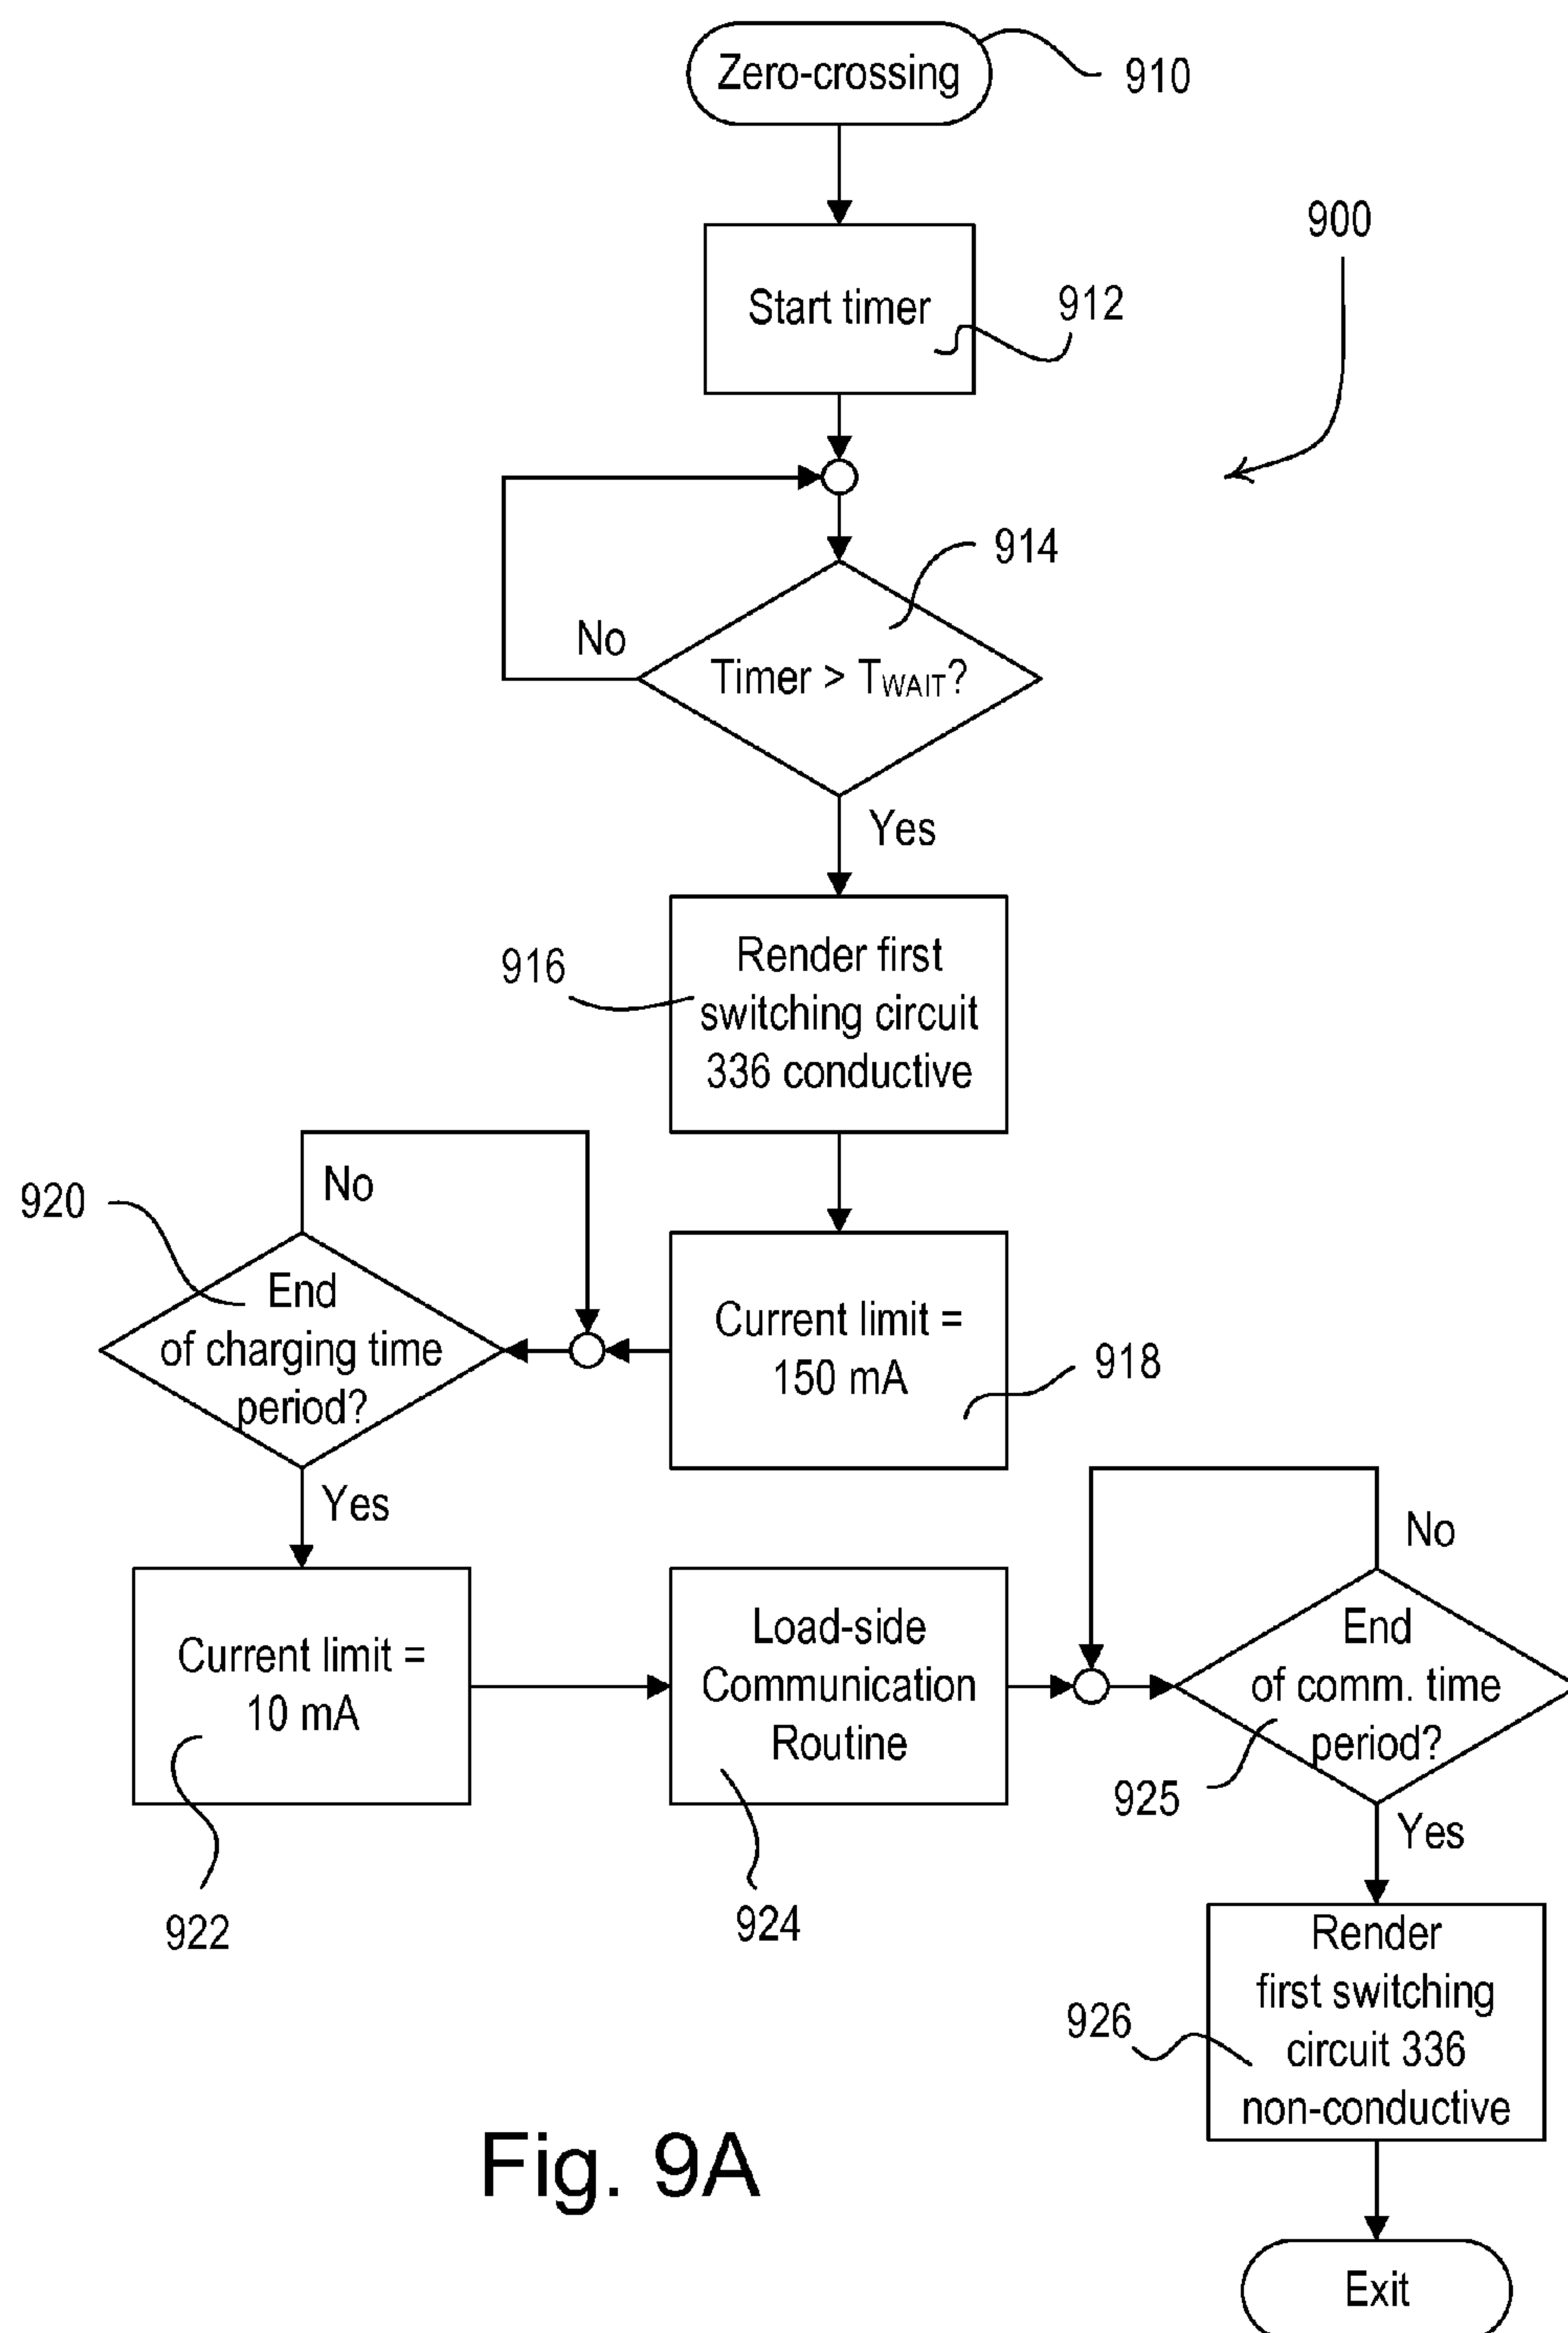 Zero-crossing
910
900
Start timer
912
914
No
Timer > TWAIT?
Yes
916
Render first
switching circuit
336 conductive
No
920
End
of charging time
period?
Current limit =
150 mA
918
Yes
No
Current limit =
10 mA
Load-side
Communication
Routine
End
of comm. time
period?
925
Yes
922
924
Render
first switching
circuit 336
non-conductive
926
Fig. 9A
Exit